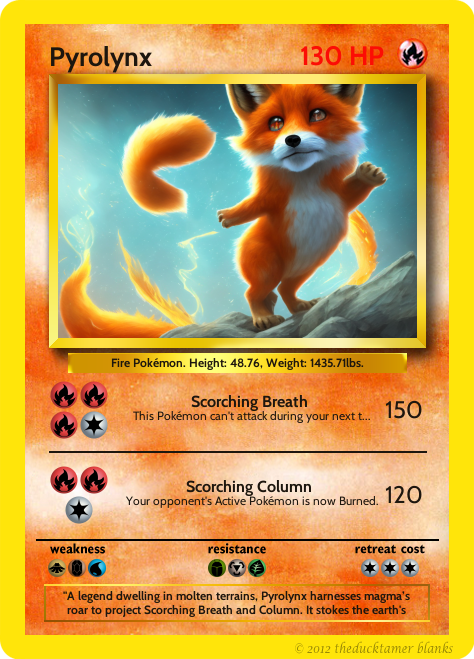 Pyrolynx 130 HP
Fire Pokémon. Height: 48.76, Weight: 1435.71lbs.
Scorching Breath
This Pokémon can't attack during your next t... 150
Scorching Column
Your opponent's Active Pokémon is now Burned. 120
weakness resistance retreat cost
"A legend dwelling in molten terrains, Pyrolynx harnesses magma's
roar to project Scorching Breath and Column. It stokes the earth's
© 2012 theducktamer blanks